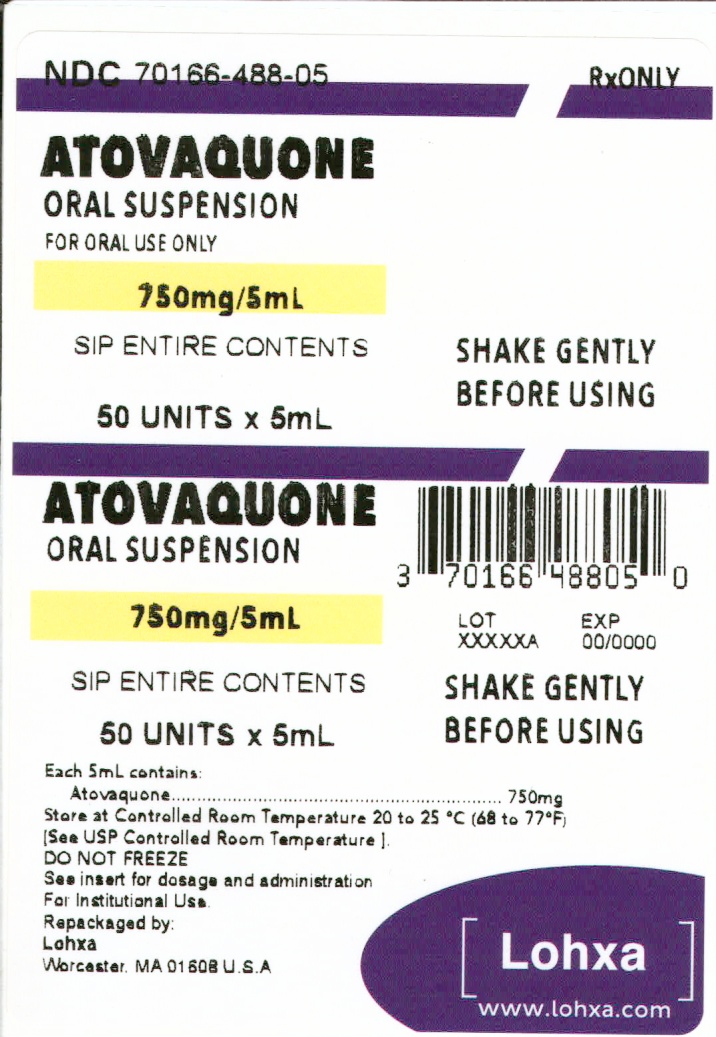 NDC 70166-488-05
RxONLY
ATOVAQUONE
ORAL SUSPENSION
FOR ORAL USE ONLY
750mg/5mL
SIP ENTIRE CONTENTS
50 UNITS x 5mL
SHAKE GENTLY
BEFORE USING
ATOVAQUONE
ORAL SUSPENSION
750mg/5mL
SIP ENTIRE CONTENTS
50 UNITS x 5mL
3 70166 48805 0
LOT EXP
XXXXXA 00/0000
SHAKE GENTLY
BEFORE USING
Each 5mL contains:
Atovaquone............................................................ 750mg
Store at Controlled Room Temperature 20 to 25 °C (68 to 77°F)
[See USP Controlled Room Temperature ].
DO NOT FREEZE
See insert for dosage and administration
For Institutional Use.
Repackaged by:
Lohxa
Worcester, MA 01608 U.S.A
[Lohxa]
www.lohxa.com